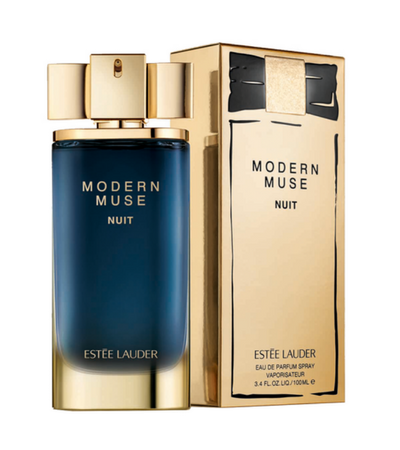 MODERN
MUSE
NUIT
ESTĒE LAUDER
MODERN
MUSE
NUIT
ESTĒE LAUDER
EAU DE PARFUM SPRAY
VAPORISATEUR
3.4 FL.OZ.LIQ./100ML ℮